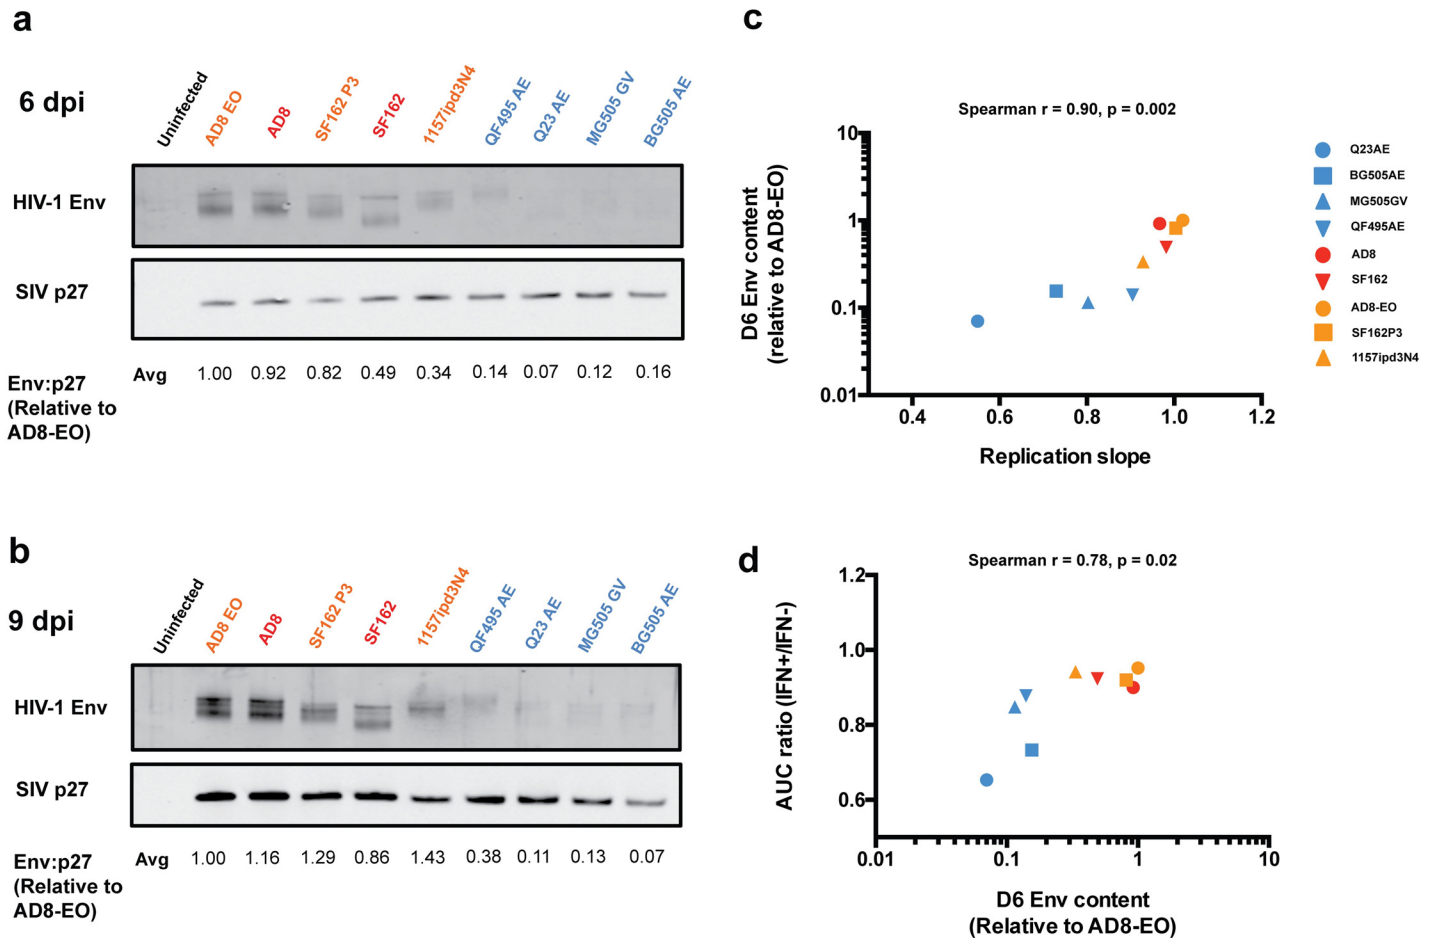 a
6 dpi
Uninfected
AD8 EO
AD8
SF162 P3
SF162
1157ipd3N4
QF495 AE
Q23 AE
MG505 GV
BG505 AE
HIV-1 Env
SIV p27
Env:p27
(Relative to
AD8-EO)
Avg 1.00 0.92 0.82 0.49 0.34 0.14 0.07 0.12 0.16
b
9 dpi
Uninfected
AD8 EO
AD8
SF162 P3
SF162
1157ipd3N4
QF495 AE
Q23 AE
MG505 GV
BG505 AE
HIV-1 Env
SIV p27
Env:p27
(Relative to
AD8-EO)
Avg 1.00 1.16 1.29 0.86 1.43 0.38 0.11 0.13 0.07
c
Spearman r = 0.90, p = 0.002
D6 Env content
(relative to AD8-EO)
10
1
0.1
0.01
0.4 0.6 0.8 1.0 1.2
Replication slope
Q23AE
BG505AE
MG505GV
QF495AE
AD8
SF162
AD8-EO
SF162P3
1157ipd3N4
d
Spearman r = 0.78, p = 0.02
AUC ratio (IFN+/IFN-)
1.2
1.0
0.8
0.6
0.01 0.1 1 10
D6 Env content
(Relative to AD8-EO)